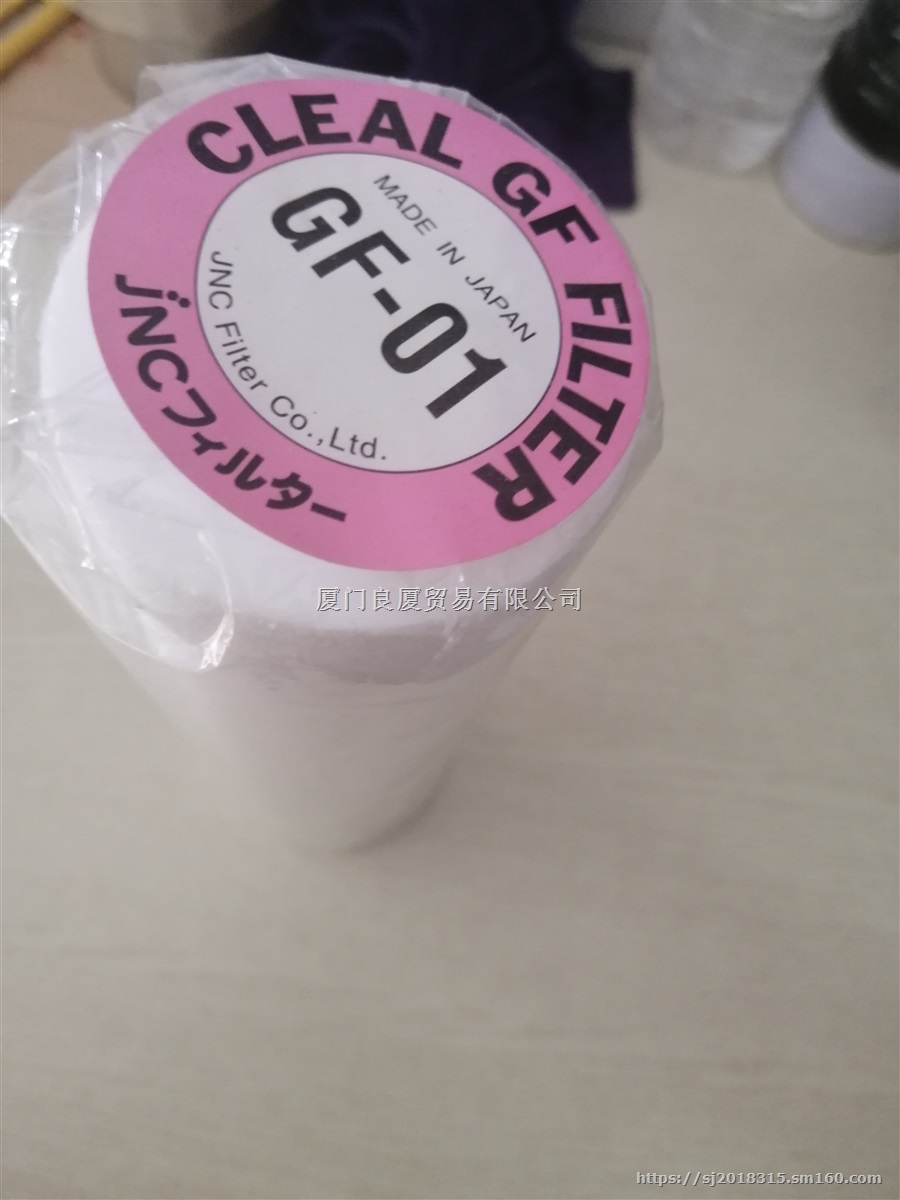 CLEAL GF FILTER
MADE IN JAPAN
GF-01
JNC Filter Co.,Ltd.
JNCフィルター
厦门良厦贸易有限公司
https://sj2018315.sm160.com